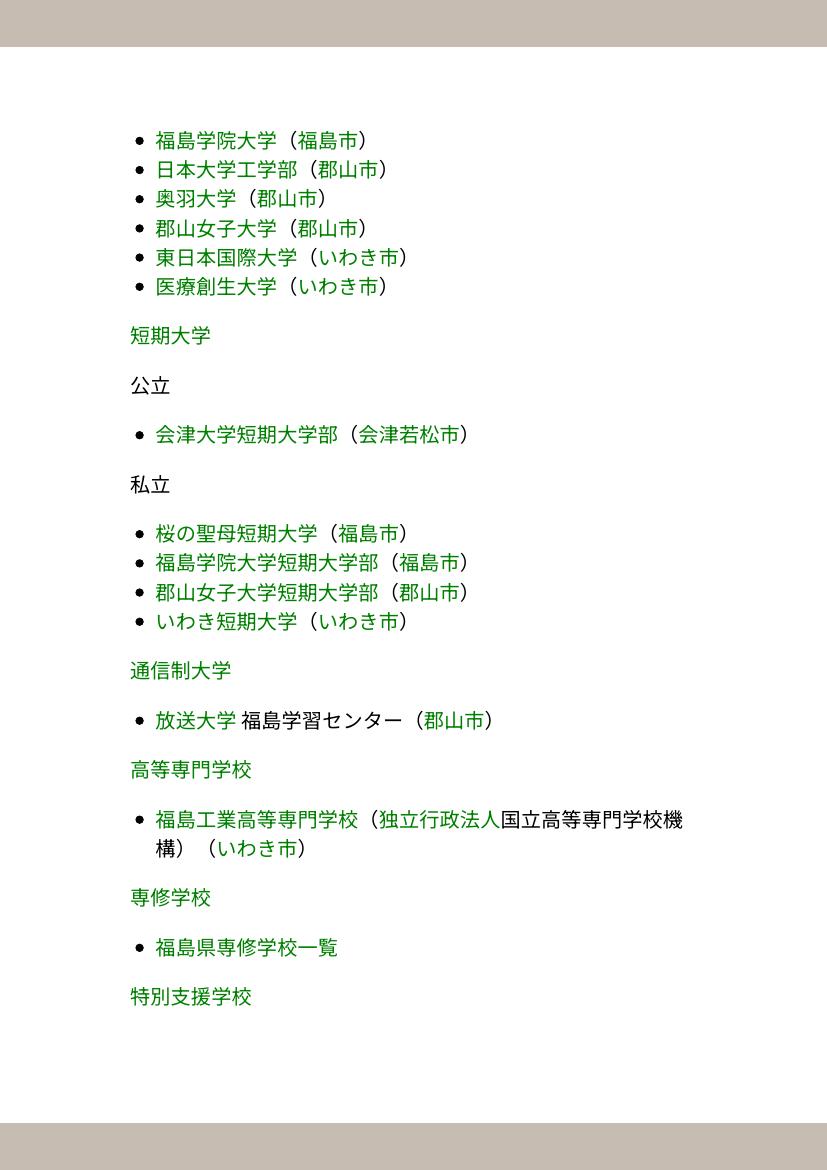 • 福島学院大学（福島市）
• 日本大学工学部（郡山市）
• 奥羽大学（郡山市）
• 郡山女子大学（郡山市）
• 東日本国際大学（いわき市）
• 医療創生大学（いわき市）
短期大学
公立
• 会津大学短期大学部（会津若松市）
私立
• 桜の聖母短期大学（福島市）
• 福島学院大学短期大学部（福島市）
• 郡山女子大学短期大学部（郡山市）
• いわき短期大学（いわき市）
通信制大学
• 放送大学 福島学習センター（郡山市）
高等専門学校
• 福島工業高等専門学校（独立行政法人国立高等専門学校機
構）（いわき市）
専修学校
• 福島県専修学校一覧
特別支援学校